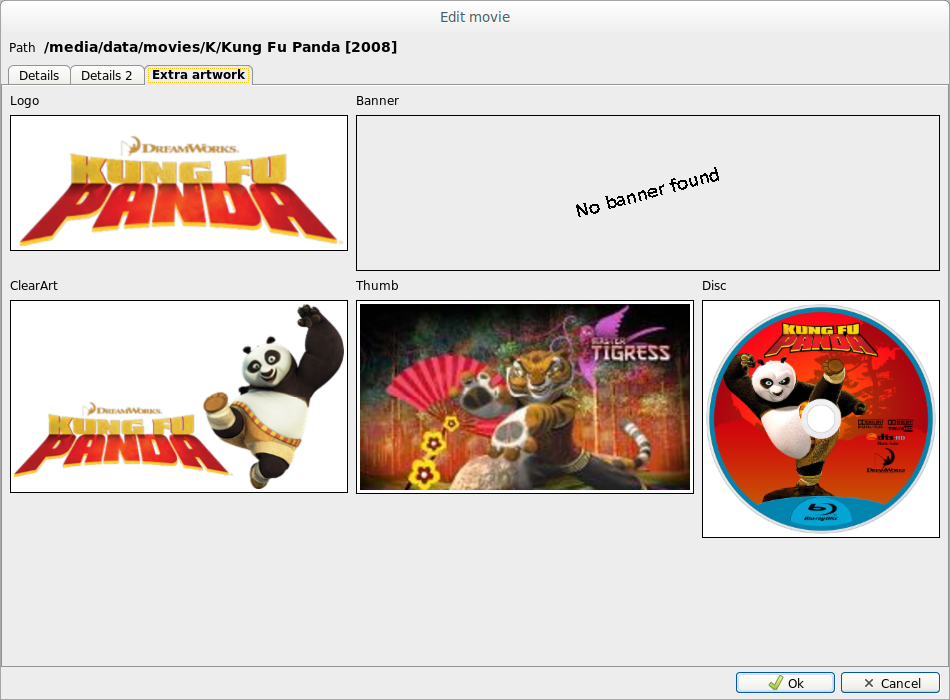 Edit movie
Path /media/data/movies/K/Kung Fu Panda [2008]
Details
Details 2
Extra artwork
Logo
Banner
DREAMWORKS
KUNG FU
PANDA
No banner found
ClearArt
Thumb
Disc
DREAMWORKS
KUNG FU
PANDA
MASTER
TIGRESS
KUNG FU
PANDA
dts HD
DREAMWORKS
Blu-ray Disc
Ok
Cancel